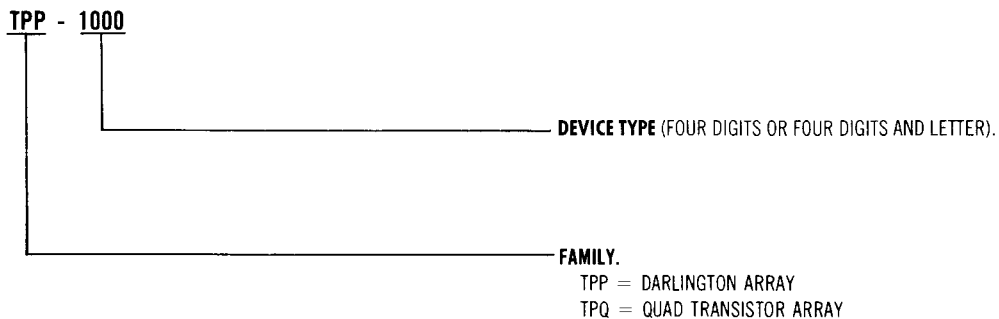 TPP - 1000
DEVICE TYPE (FOUR DIGITS OR FOUR DIGITS AND LETTER).
FAMILY.
TPP = DARLINGTON ARRAY
TPQ = QUAD TRANSISTOR ARRAY